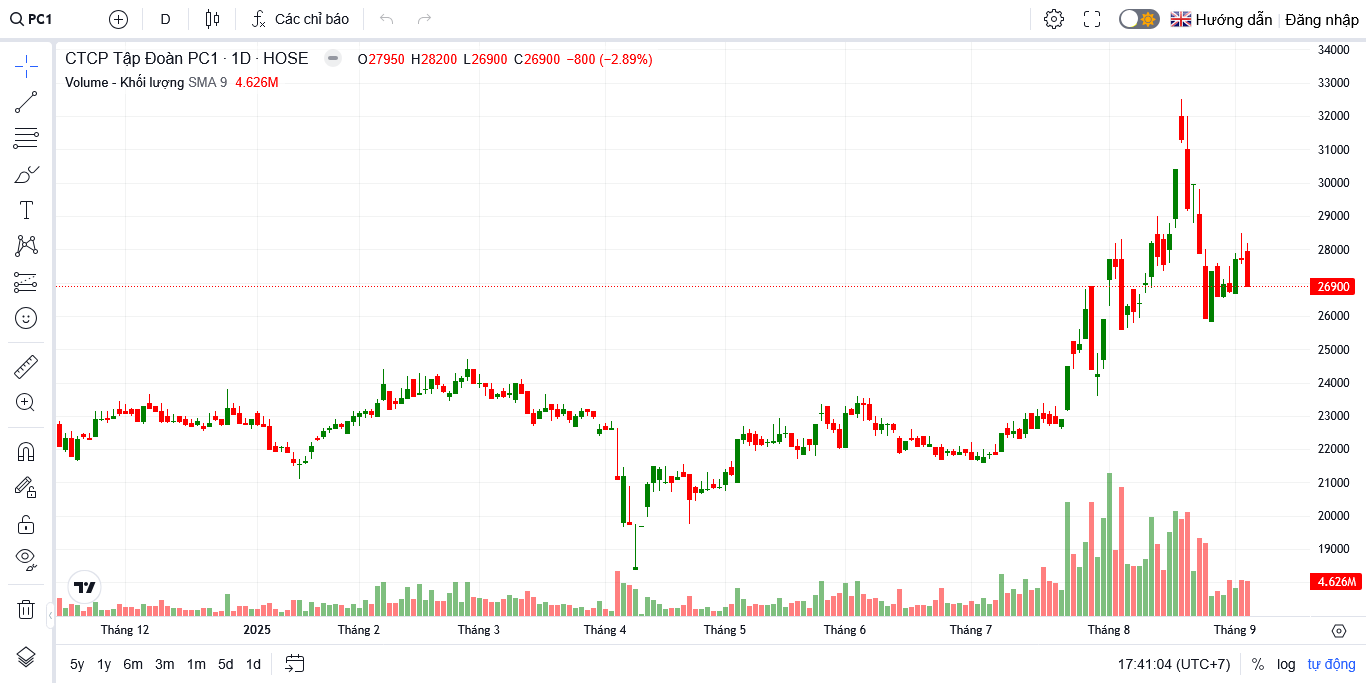 PC1 D Các chỉ báo Hướng dẫn Đăng nhập
CTCP Tập Đoàn PC1 · 1D · HOSE O27950 H28200 L26900 C26900 −800 (−2.89%)
Volume - Khối lượng SMA 9 4.626M
34000
33000
32000
31000
30000
29000
28000
26900
26000
25000
24000
23000
22000
21000
20000
19000
4.626M
Tháng 12 2025 Tháng 2 Tháng 3 Tháng 4 Tháng 5 Tháng 6 Tháng 7 Tháng 8 Tháng 9
5y 1y 6m 3m 1m 5d 1d 17:41:04 (UTC+7) % log tự động